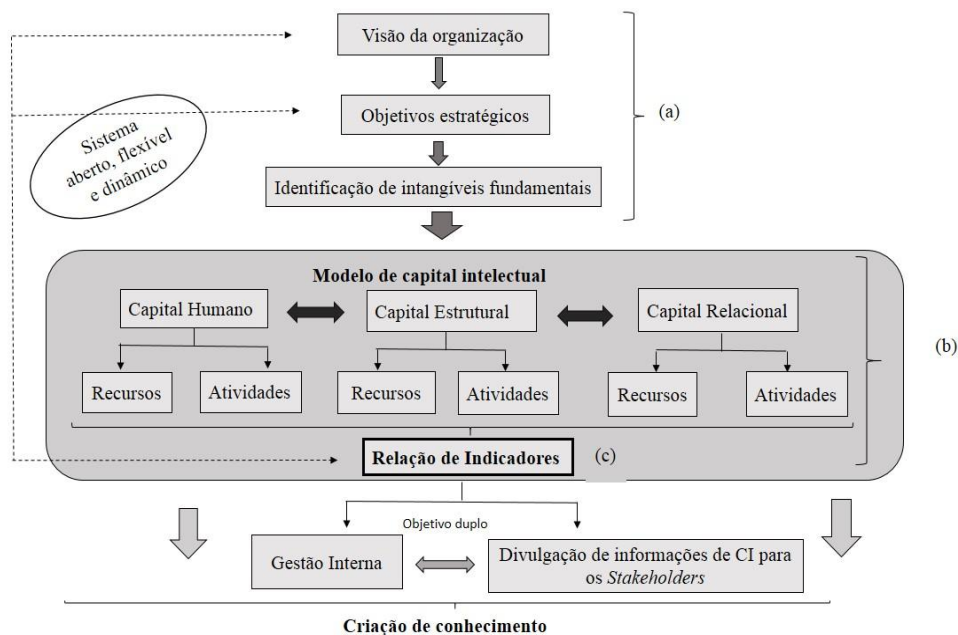 Visão da organização
(a)
Objetivos estratégicos
Sistema
aberto, flexível
e dinâmico
Identificação de intangíveis fundamentais
Modelo de capital intelectual
Capital Humano
Capital Estrutural
Capital Relacional
(b)
Recursos
Atividades
Recursos
Atividades
Recursos
Atividades
Relação de Indicadores
(c)
Objetivo duplo
Gestão Interna
Divulgação de informações de CI para
os Stakeholders
Criação de conhecimento